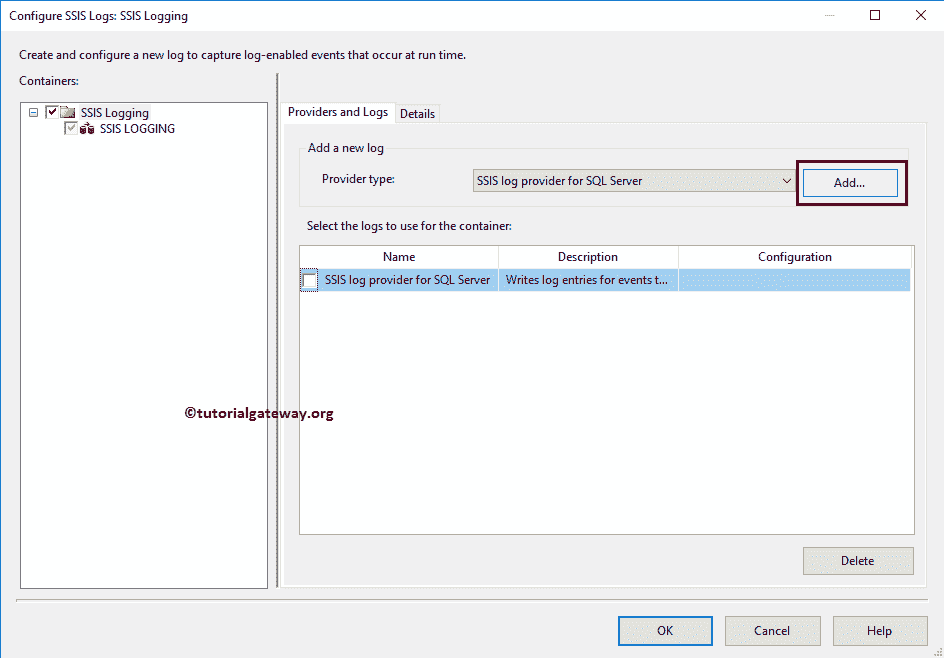 Configure SSIS Logs: SSIS Logging
Create and configure a new log to capture log-enabled events that occur at run time.
Containers:
SSIS Logging
SSIS LOGGING
Providers and Logs
Details
Add a new log
Provider type:
SSIS log provider for SQL Server
Add...
Select the logs to use for the container:
Name Description Configuration
SSIS log provider for SQL Server Writes log entries for events t...
©tutorialgateway.org
Delete
OK Cancel Help